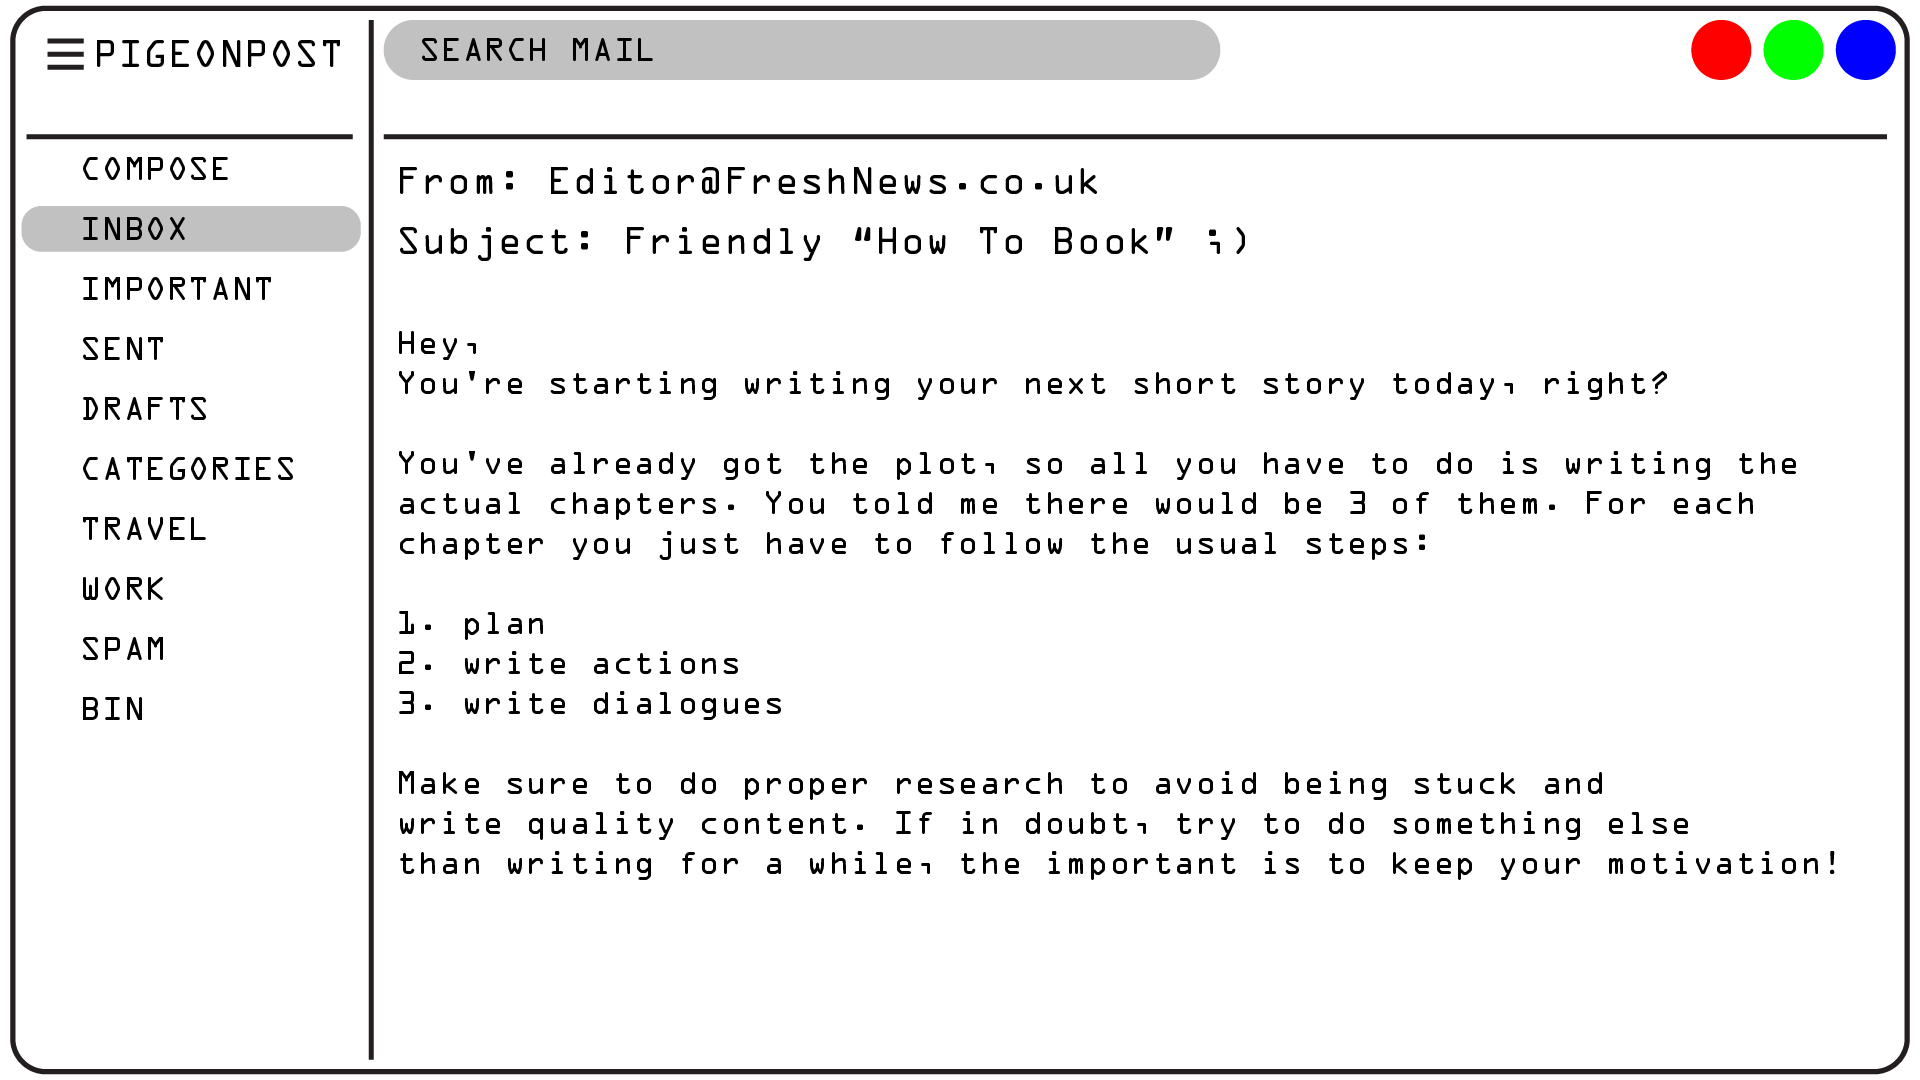 PIGEONPOST
SEARCH MAIL
COMPOSE
INBOX
IMPORTANT
SENT
DRAFTS
CATEGORIES
TRAVEL
WORK
SPAM
BIN
From: Editor@FreshNews.co.uk
Subject: Friendly “How To Book” ;)
Hey,
You're starting writing your next short story today, right?
You've already got the plot, so all you have to do is writing the
actual chapters. You told me there would be 3 of them. For each
chapter you just have to follow the usual steps:
1. plan
2. write actions
3. write dialogues
Make sure to do proper research to avoid being stuck and
write quality content. If in doubt, try to do something else
than writing for a while, the important is to keep your motivation!